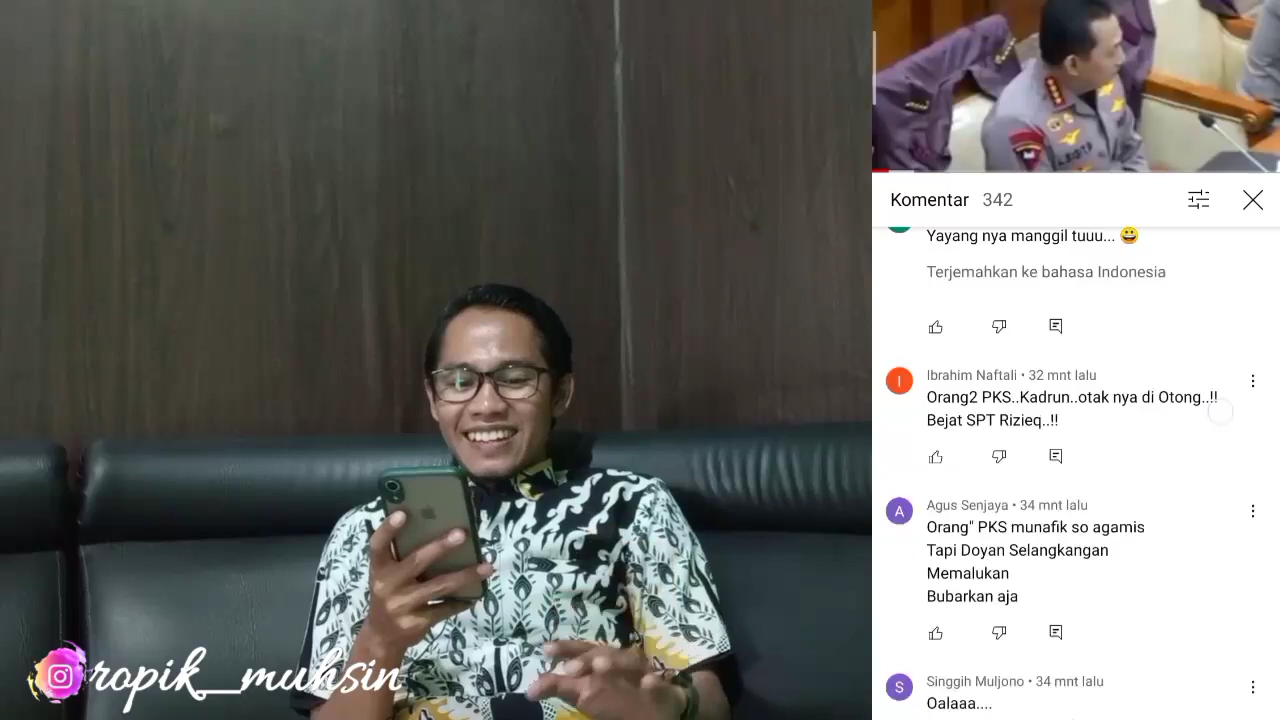 Komentar 342
Yayang nya manggil tuuu... 😀
Terjemahkan ke bahasa Indonesia
I
Ibrahim Naftali • 32 mnt lalu
Orang2 PKS..Kadrun..otak nya di Otong..!!
Bejat SPT Rizieq..!!
A
Agus Senjaya • 34 mnt lalu
Orang" PKS munafik so agamis
Tapi Doyan Selangkangan
Memalukan
Bubarkan aja
S
Singgih Muljono • 34 mnt lalu
Oalaaa....
ropik_muhsin